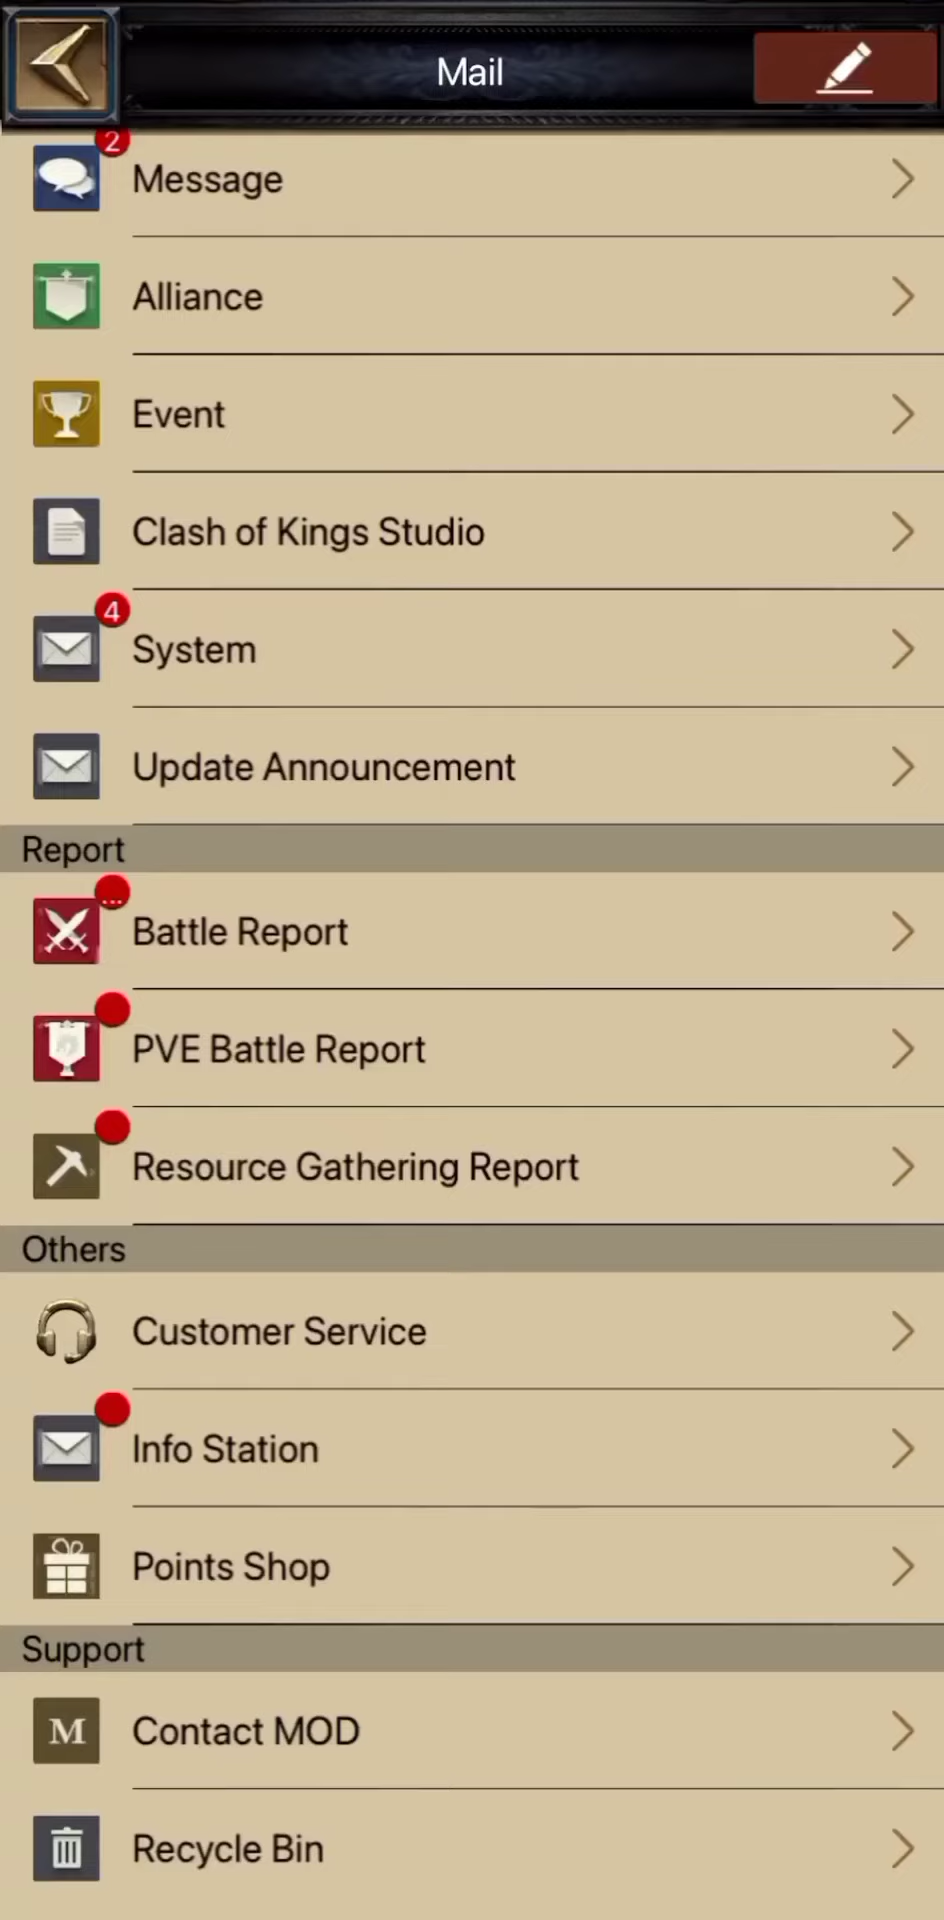 Mail
2
Message
Alliance
Event
Clash of Kings Studio
4
System
Update Announcement
Report
...
Battle Report
PVE Battle Report
Resource Gathering Report
Others
Customer Service
Info Station
Points Shop
Support
M
Contact MOD
Recycle Bin